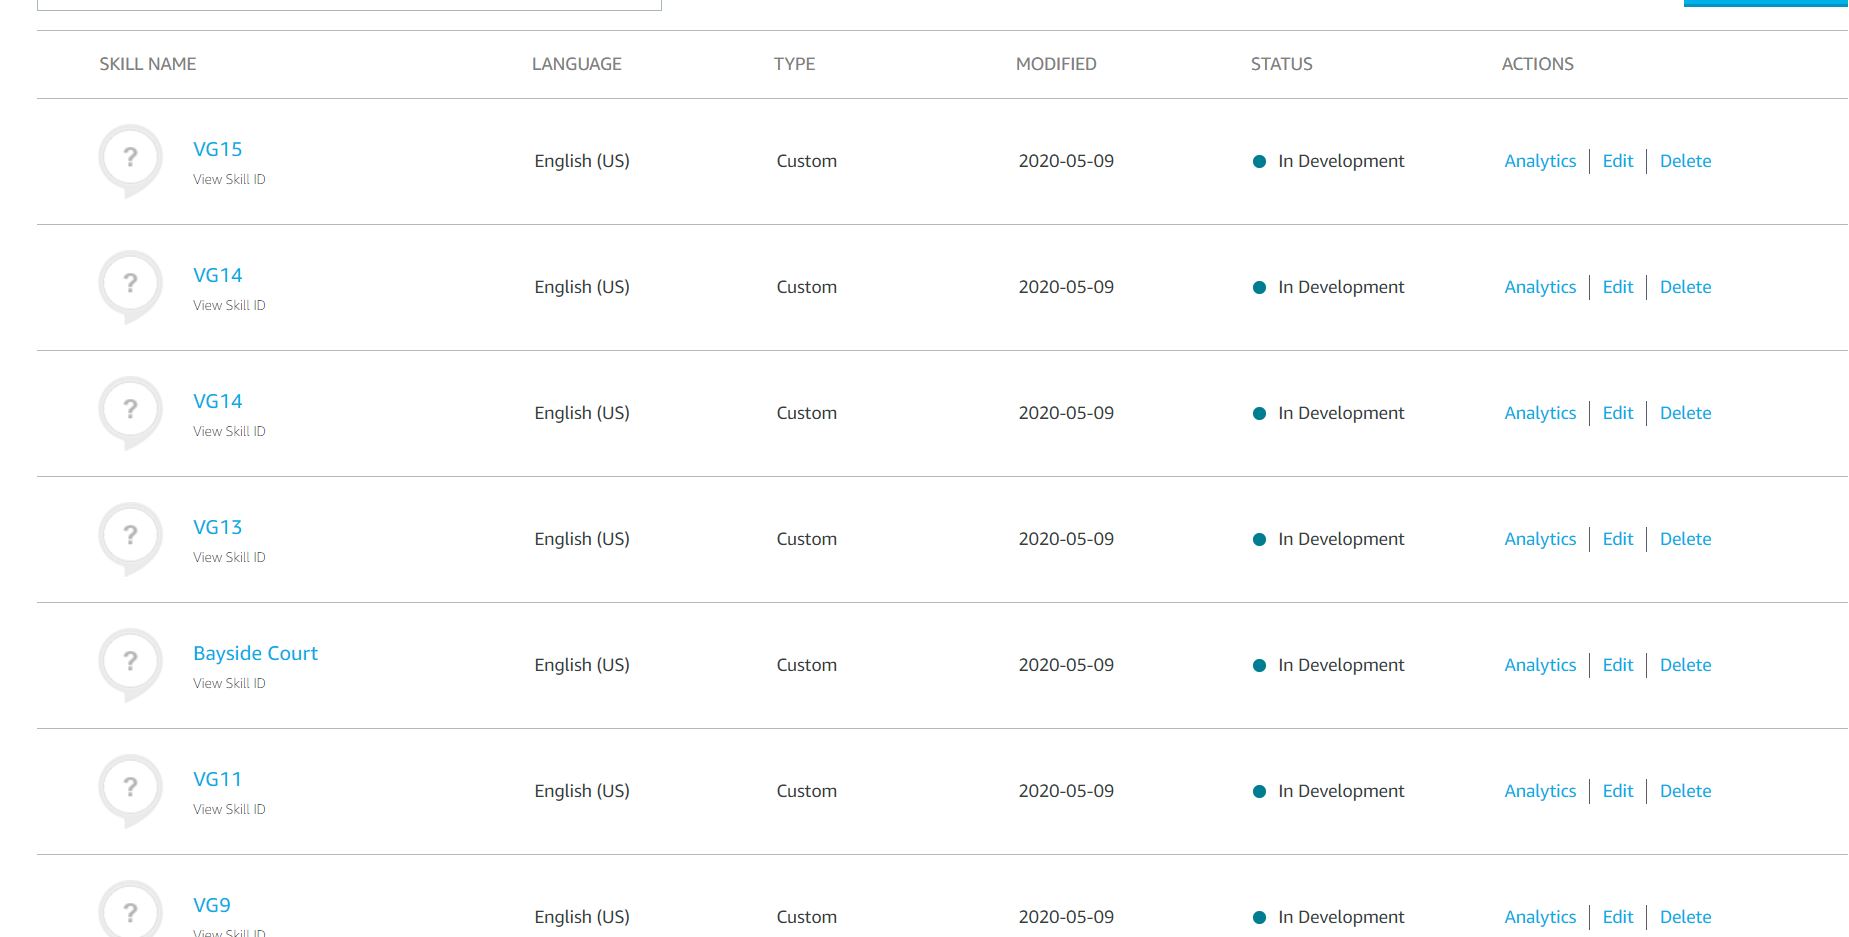 SKILL NAME LANGUAGE TYPE MODIFIED STATUS ACTIONS
? VG15 English (US) Custom 2020-05-09 In Development Analytics Edit Delete
View Skill ID
? VG14 English (US) Custom 2020-05-09 In Development Analytics Edit Delete
View Skill ID
? VG14 English (US) Custom 2020-05-09 In Development Analytics Edit Delete
View Skill ID
? VG13 English (US) Custom 2020-05-09 In Development Analytics Edit Delete
View Skill ID
? Bayside Court English (US) Custom 2020-05-09 In Development Analytics Edit Delete
View Skill ID
? VG11 English (US) Custom 2020-05-09 In Development Analytics Edit Delete
View Skill ID
? VG9 English (US) Custom 2020-05-09 In Development Analytics Edit Delete
View Skill ID